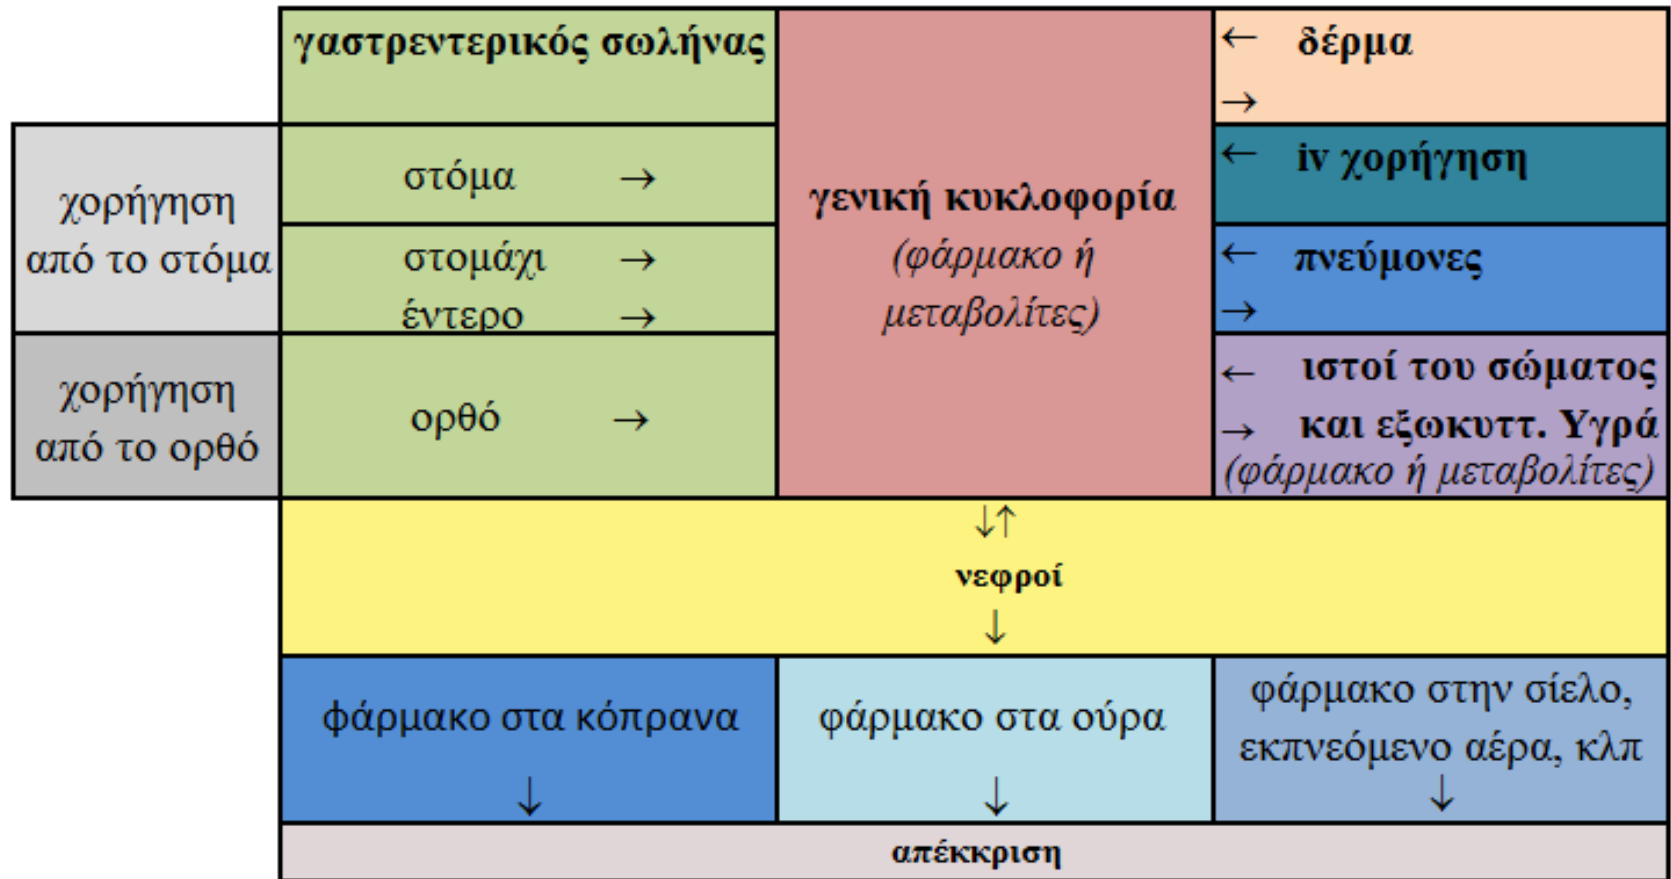 γαστρεντερικός σωλήνας
← δέρμα
→
χορήγηση
από το στόμα
στόμα →
στομάχι →
έντερο →
γενική κυκλοφορία
(φάρμακο ή
μεταβολίτες)
← iv χορήγηση
← πνεύμονες
→
χορήγηση
από το ορθό
ορθό →
← ιστοί του σώματος
→ και εξωκυττ. Υγρά
(φάρμακο ή μεταβολίτες)
↓↑
νεφροί
↓
φάρμακο στα κόπρανα
↓
φάρμακο στα ούρα
↓
φάρμακο στην σίελο,
εκπνεόμενο αέρα, κλπ
↓
απέκκριση